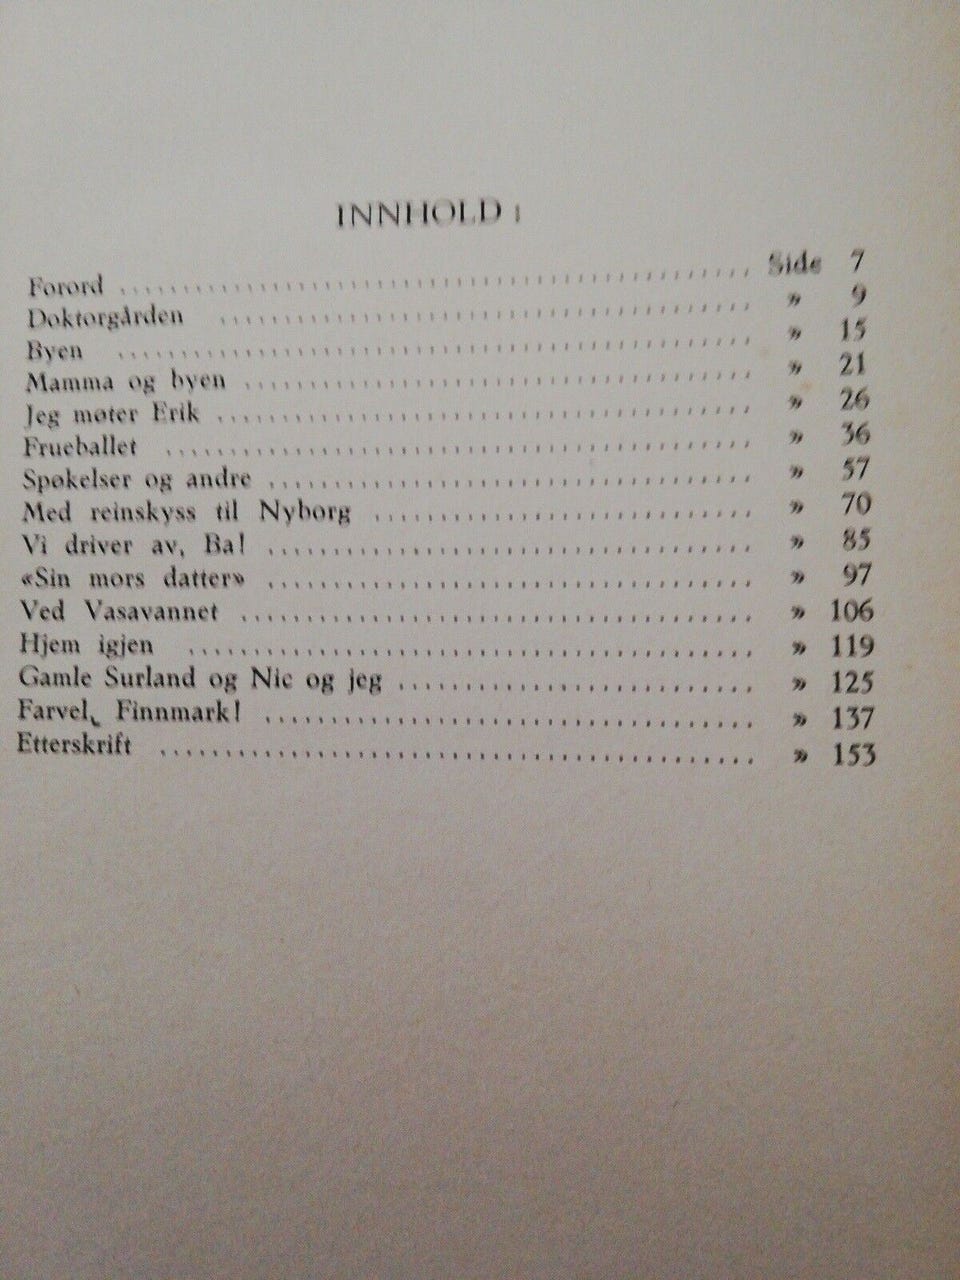 INNHOLD:
Forord ........ Side 7
Doktorgården ........ » 9
Byen ........ » 15
Mamma og byen ........ » 21
Jeg møter Erik ........ » 26
Frueballet ........ » 36
Spøkelser og andre ........ » 57
Med reinskyss til Nyborg ........ » 70
Vi driver av, Ba! ........ » 85
«Sin mors datter» ........ » 97
Ved Vasavannet ........ » 106
Hjem igjen ........ » 119
Gamle Surland og Nic og jeg ........ » 125
Farvel, Finnmark! ........ » 137
Etterskrift ........ » 153